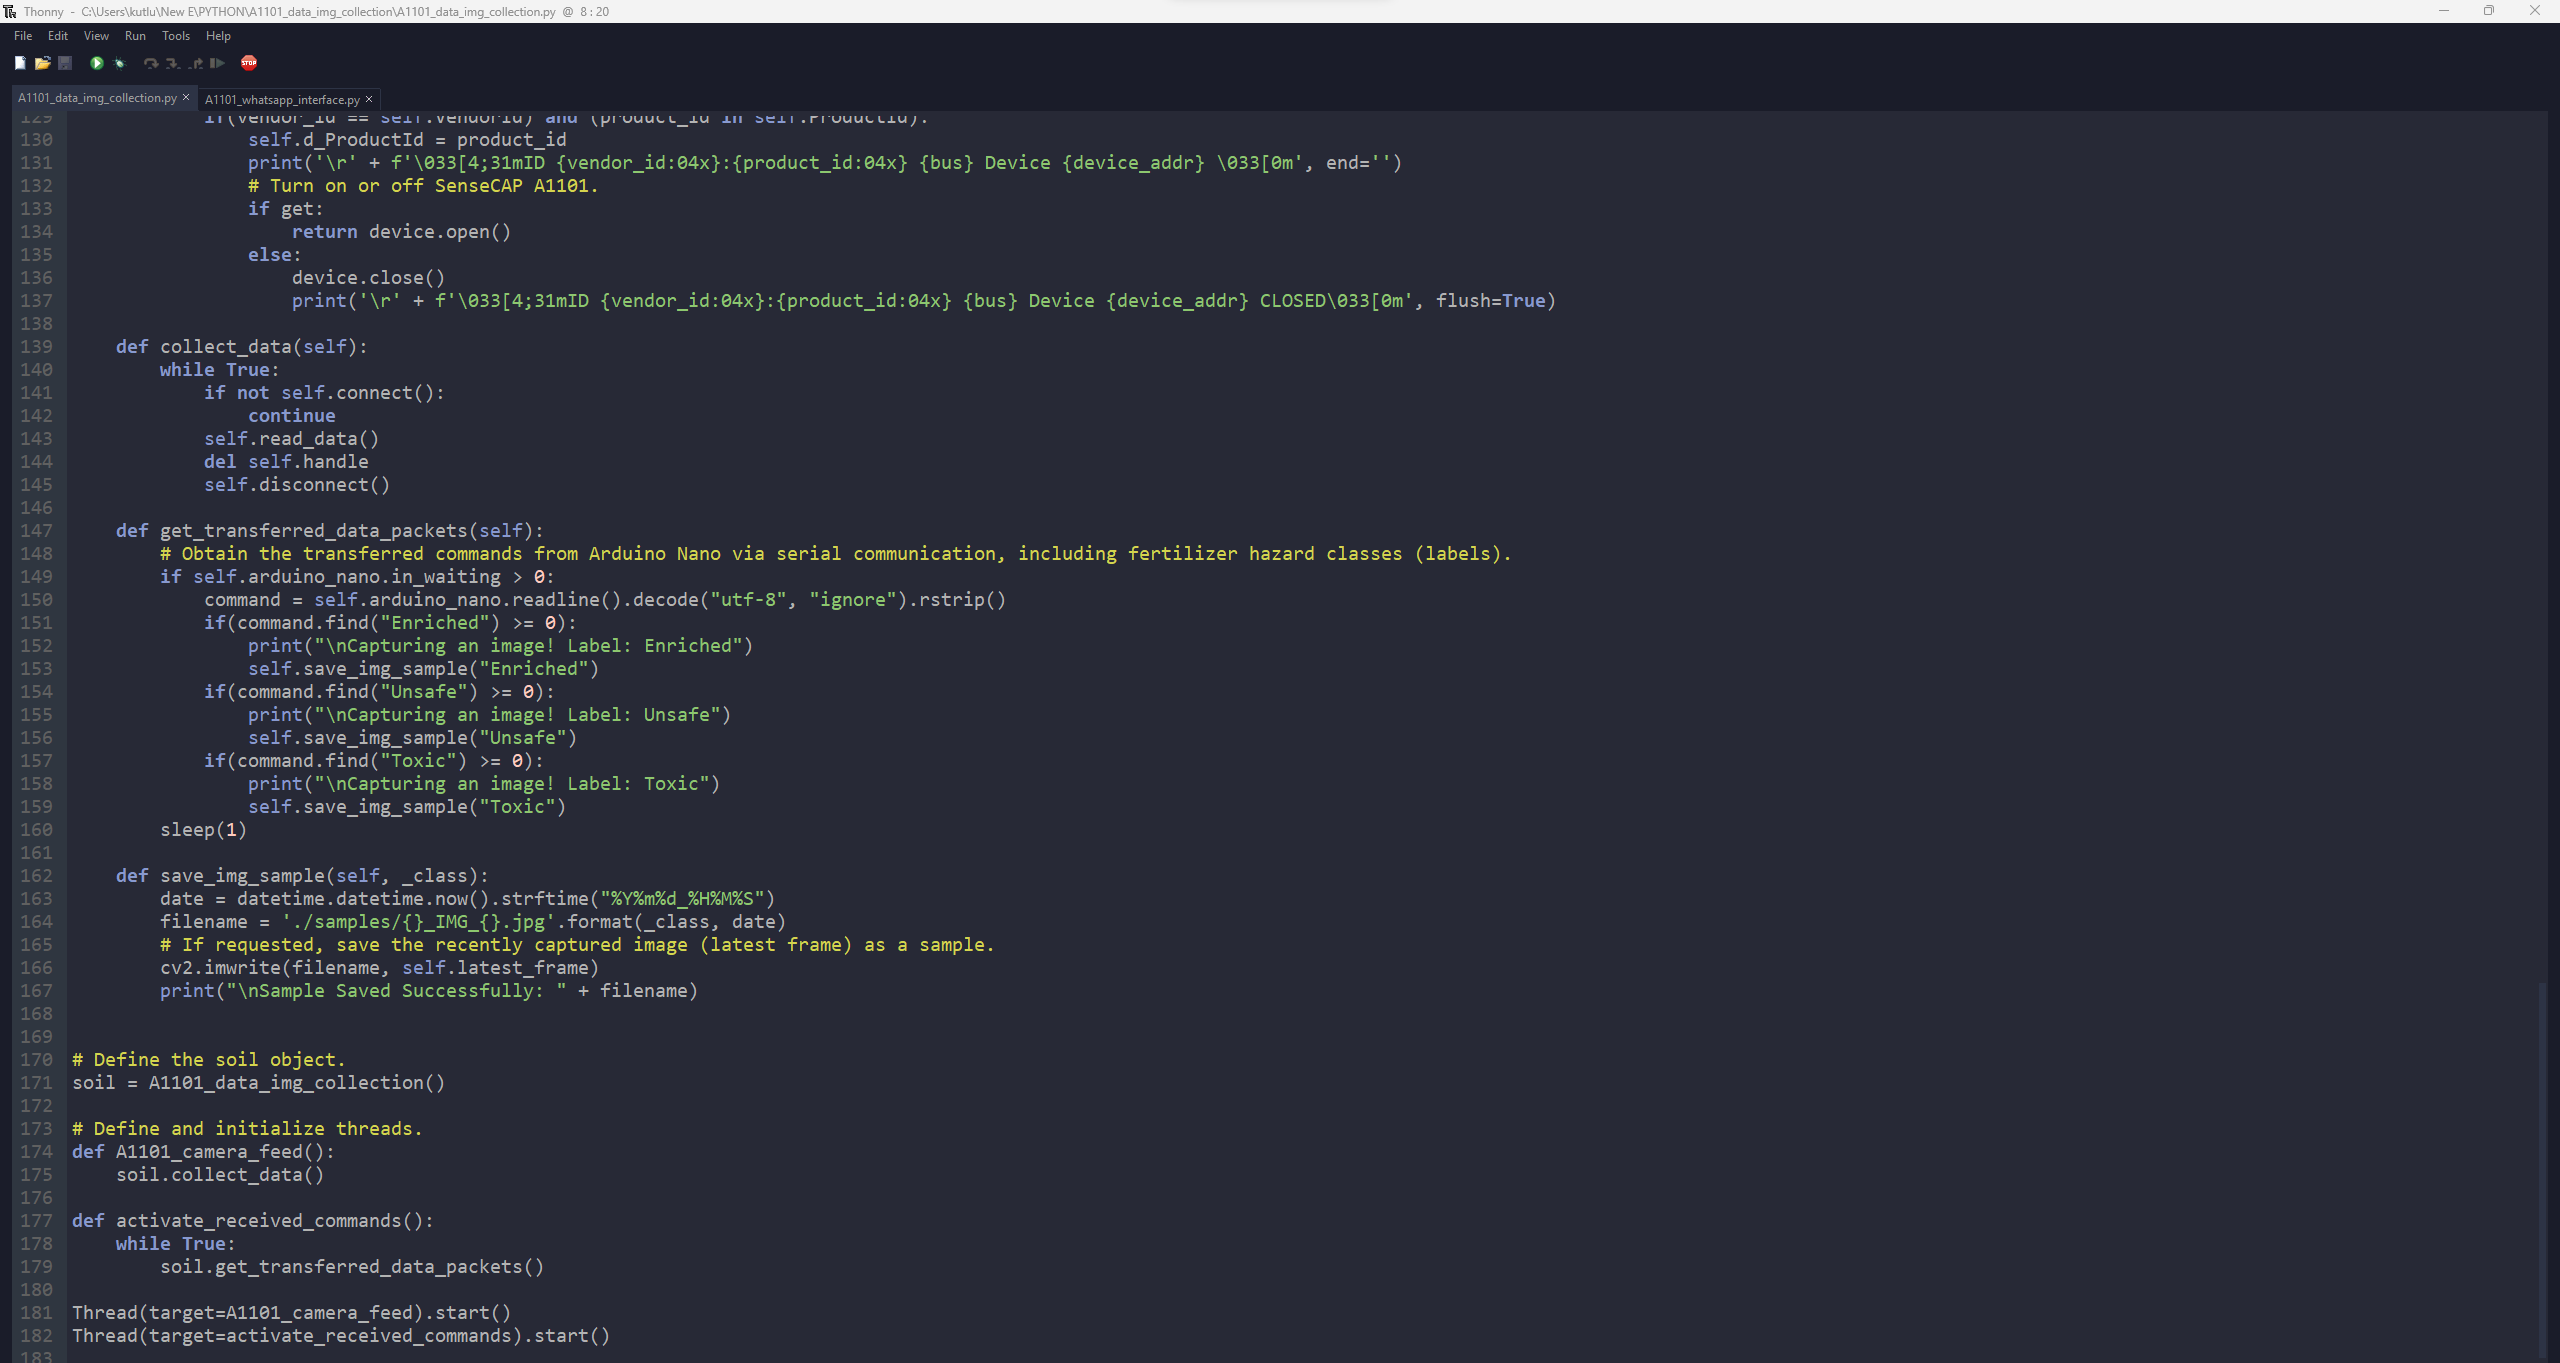 Thonny - C:\Users\kutlu\New E\PYTHON\A1101_data_img_collection\A1101_data_img_collection.py @ 8:20
File Edit View Run Tools Help
STOP
A1101_data_img_collection.py × A1101_whatsapp_interface.py ×
129             if(vendor_id == self.VendorId) and (product_id in self.ProductId):
130                 self.d_ProductId = product_id
131                 print('\r' + f'\033[4;31mID {vendor_id:04x}:{product_id:04x} {bus} Device {device_addr} \033[0m', end='')
132                 # Turn on or off SenseCAP A1101.
133                 if get:
134                     return device.open()
135                 else:
136                     device.close()
137                     print('\r' + f'\033[4;31mID {vendor_id:04x}:{product_id:04x} {bus} Device {device_addr} CLOSED\033[0m', flush=True)
138
139     def collect_data(self):
140         while True:
141             if not self.connect():
142                 continue
143             self.read_data()
144             del self.handle
145             self.disconnect()
146
147     def get_transferred_data_packets(self):
148         # Obtain the transferred commands from Arduino Nano via serial communication, including fertilizer hazard classes (labels).
149         if self.arduino_nano.in_waiting > 0:
150             command = self.arduino_nano.readline().decode("utf-8", "ignore").rstrip()
151             if(command.find("Enriched") >= 0):
152                 print("\nCapturing an image! Label: Enriched")
153                 self.save_img_sample("Enriched")
154             if(command.find("Unsafe") >= 0):
155                 print("\nCapturing an image! Label: Unsafe")
156                 self.save_img_sample("Unsafe")
157             if(command.find("Toxic") >= 0):
158                 print("\nCapturing an image! Label: Toxic")
159                 self.save_img_sample("Toxic")
160         sleep(1)
161
162     def save_img_sample(self, _class):
163         date = datetime.datetime.now().strftime("%Y%m%d_%H%M%S")
164         filename = './samples/{}_IMG_{}.jpg'.format(_class, date)
165         # If requested, save the recently captured image (latest frame) as a sample.
166         cv2.imwrite(filename, self.latest_frame)
167         print("\nSample Saved Successfully: " + filename)
168
169
170 # Define the soil object.
171 soil = A1101_data_img_collection()
172
173 # Define and initialize threads.
174 def A1101_camera_feed():
175     soil.collect_data()
176
177 def activate_received_commands():
178     while True:
179         soil.get_transferred_data_packets()
180
181 Thread(target=A1101_camera_feed).start()
182 Thread(target=activate_received_commands).start()
183